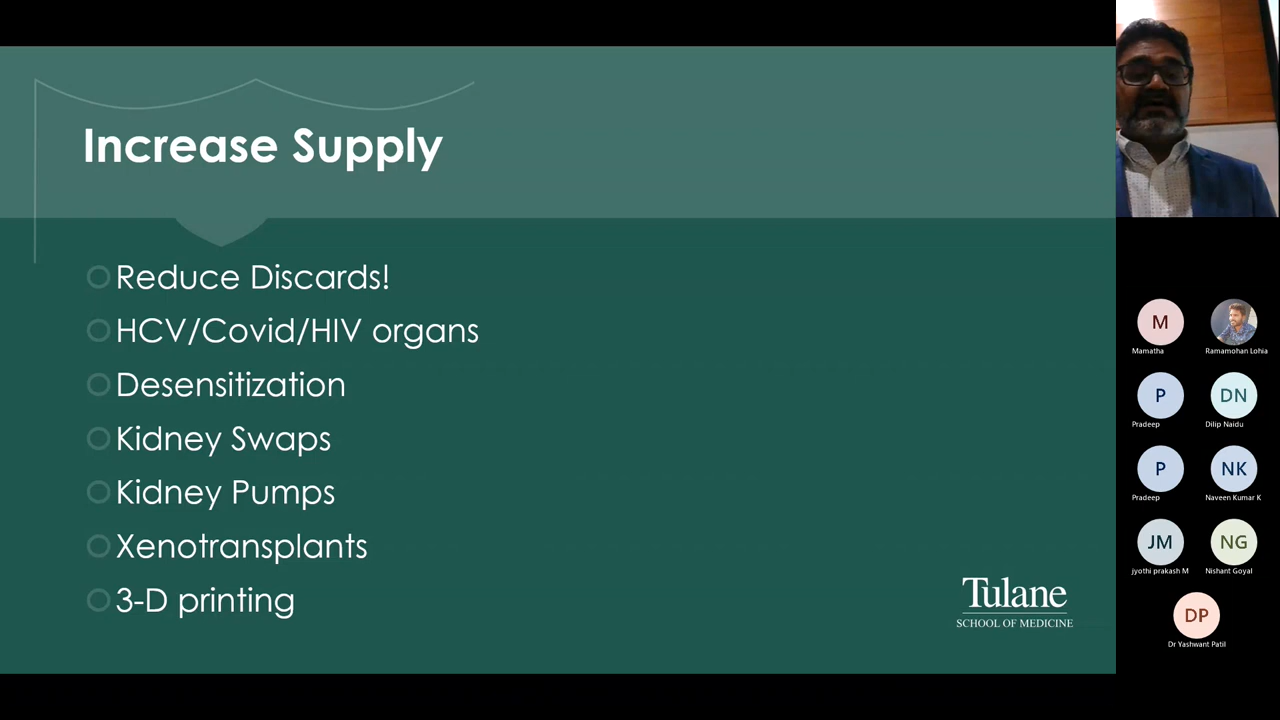 Increase Supply
Reduce Discards!
HCV/Covid/HIV organs
Desensitization
Kidney Swaps
Kidney Pumps
Xenotransplants
3-D printing
Tulane
SCHOOL OF MEDICINE
M
Mamatha
Ramamohan Lohia
P
Pradeep
DN
Dilip Naidu
P
Pradeep
NK
Naveen Kumar K
JM
jyothi prakash M
NG
Nishant Goyal
DP
Dr Yashwant Patil